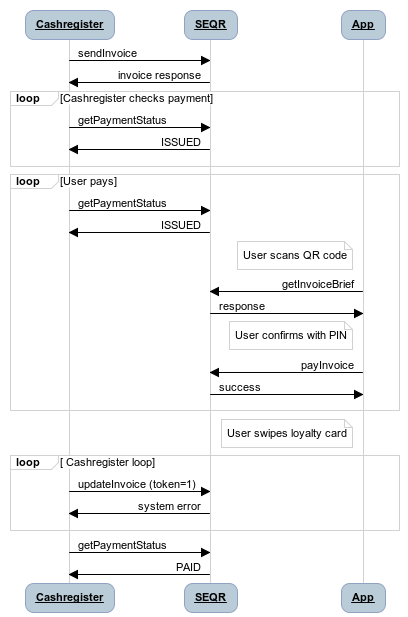 Cashregister SEQR App
sendInvoice
invoice response
loop [Cashregister checks payment]
getPaymentStatus
ISSUED
loop [User pays]
getPaymentStatus
ISSUED
User scans QR code
getInvoiceBrief
response
User confirms with PIN
payInvoice
success
User swipes loyalty card
loop [ Cashregister loop]
updateInvoice (token=1)
system error
getPaymentStatus
PAID
Cashregister SEQR App